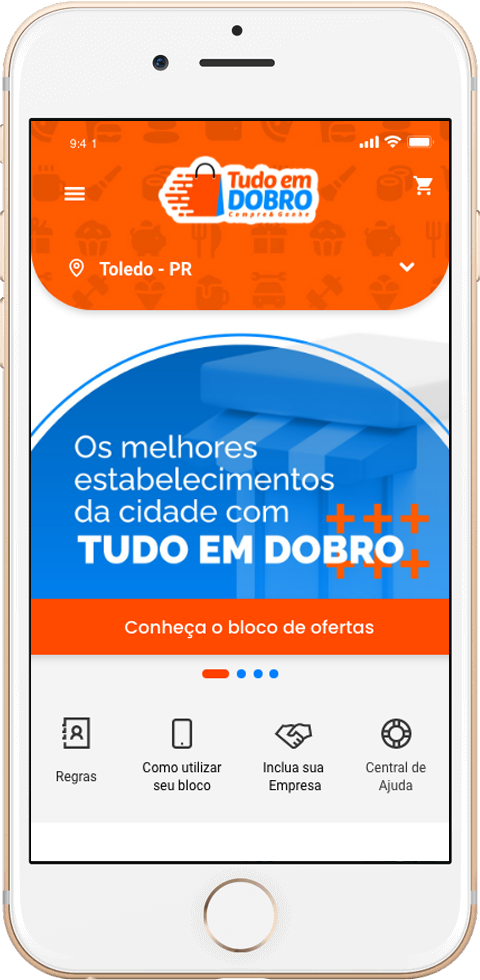 9:4 1
Tudo em
DOBRO
Compre & Ganhe
Toledo - PR
Os melhores
estabelecimentos
da cidade com
TUDO EM DOBRO
Conheça o bloco de ofertas
Regras
Como utilizar
seu bloco
Inclua sua
Empresa
Central de
Ajuda